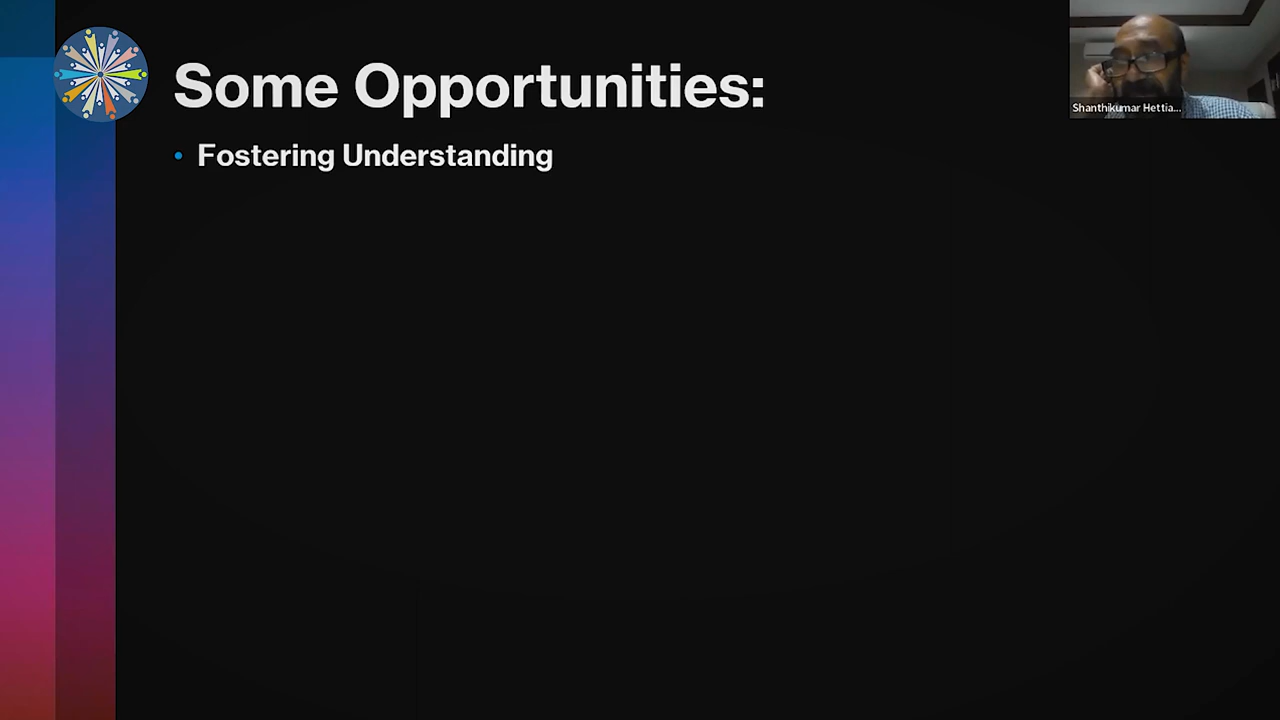 Some Opportunities:
• Fostering Understanding
Shanthikumar Hettia...